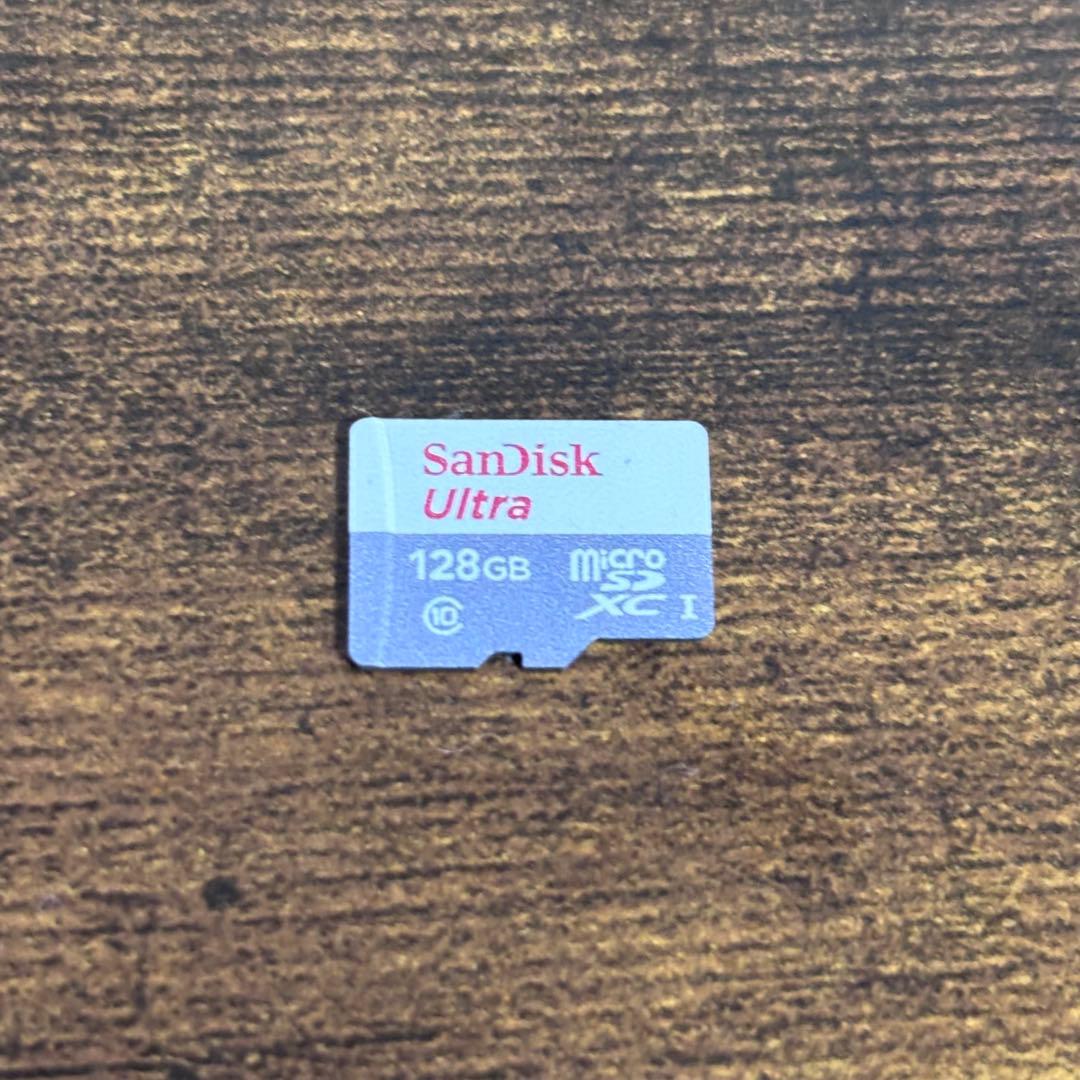 SanDisk
Ultra
128GB
micro
SD
XC I
10